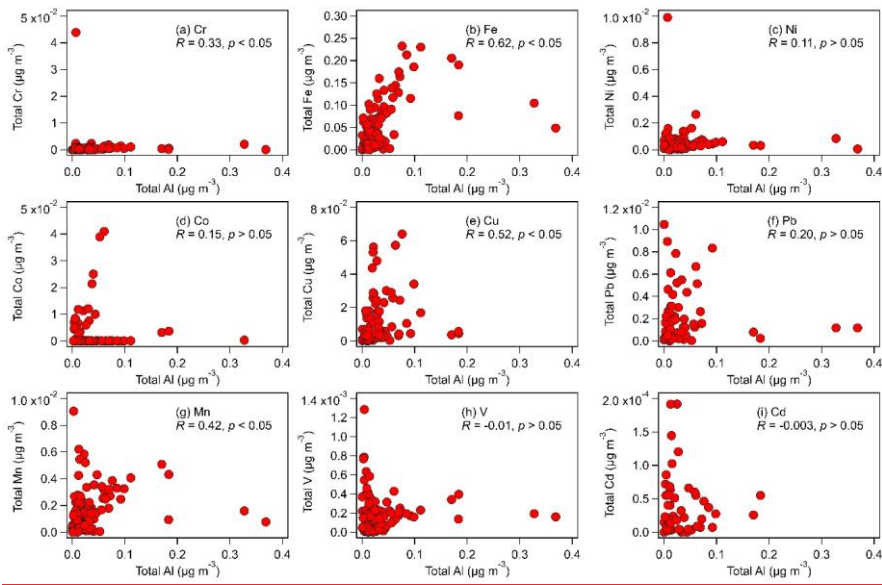 5 x10⁻²
4
3
2
1
0
Total Cr (µg m⁻³)
(a) Cr
R = 0.33, p < 0.05
0.0 0.1 0.2 0.3 0.4
Total Al (µg m⁻³)
0.30
0.25
0.20
0.15
0.10
0.05
0.00
Total Fe (µg m⁻³)
(b) Fe
R = 0.62, p < 0.05
0.0 0.1 0.2 0.3 0.4
Total Al (µg m⁻³)
1.0 x10⁻²
0.8
0.6
0.4
0.2
0.0
Total Ni (µg m⁻³)
(c) Ni
R = 0.11, p > 0.05
0.0 0.1 0.2 0.3 0.4
Total Al (µg m⁻³)
5 x10⁻²
4
3
2
1
0
Total Co (µg m⁻³)
(d) Co
R = 0.15, p > 0.05
0.0 0.1 0.2 0.3 0.4
Total Al (µg m⁻³)
8 x10⁻²
6
4
2
0
Total Cu (µg m⁻³)
(e) Cu
R = 0.52, p < 0.05
0.0 0.1 0.2 0.3 0.4
Total Al (µg m⁻³)
1.2 x10⁻²
1.0
0.8
0.6
0.4
0.2
0.0
Total Pb (µg m⁻³)
(f) Pb
R = 0.20, p > 0.05
0.0 0.1 0.2 0.3 0.4
Total Al (µg m⁻³)
1.0 x10⁻²
0.8
0.6
0.4
0.2
0.0
Total Mn (µg m⁻³)
(g) Mn
R = 0.42, p < 0.05
0.0 0.1 0.2 0.3 0.4
Total Al (µg m⁻³)
1.4 x10⁻³
1.2
1.0
0.8
0.6
0.4
0.2
0.0
Total V (µg m⁻³)
(h) V
R = -0.01, p > 0.05
0.0 0.1 0.2 0.3 0.4
Total Al (µg m⁻³)
2.0 x10⁻⁴
1.5
1.0
0.5
0.0
Total Cd (µg m⁻³)
(i) Cd
R = -0.003, p > 0.05
0.0 0.1 0.2 0.3 0.4
Total Al (µg m⁻³)